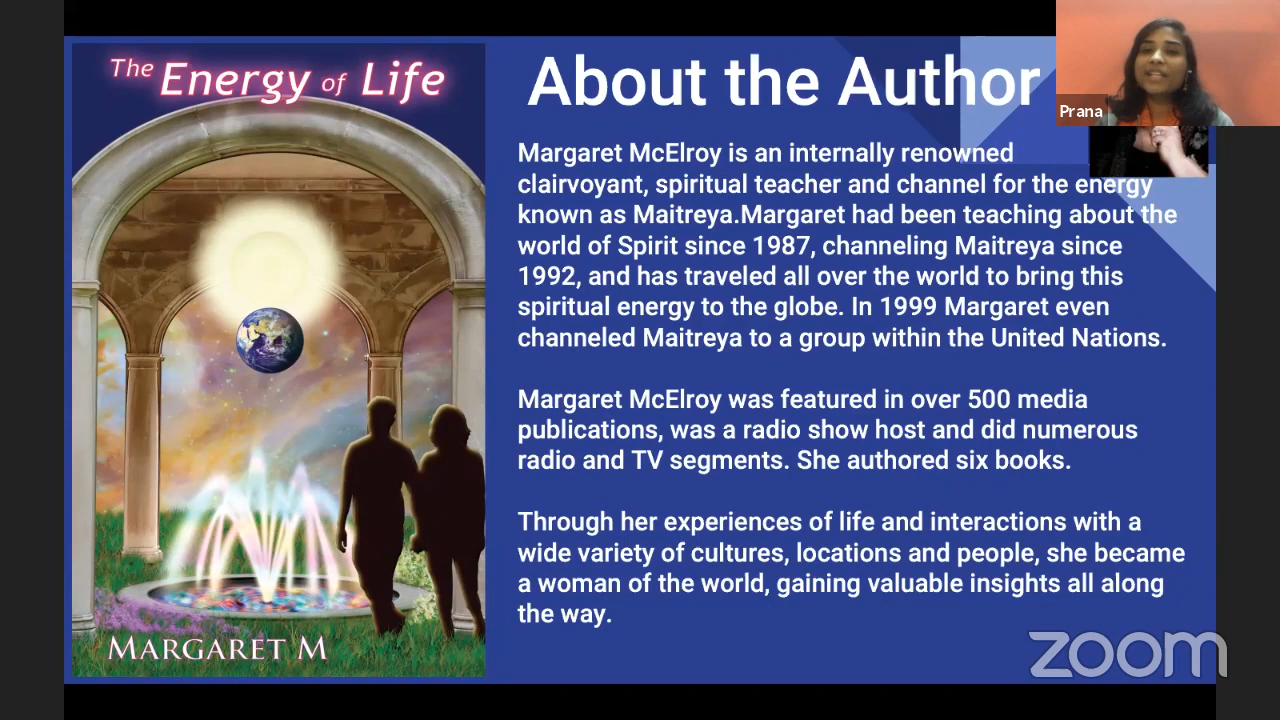 The Energy of Life
MARGARET M
About the Author
Margaret McElroy is an internally renowned
clairvoyant, spiritual teacher and channel for the energy
known as Maitreya.Margaret had been teaching about the
world of Spirit since 1987, channeling Maitreya since
1992, and has traveled all over the world to bring this
spiritual energy to the globe. In 1999 Margaret even
channeled Maitreya to a group within the United Nations.
Margaret McElroy was featured in over 500 media
publications, was a radio show host and did numerous
radio and TV segments. She authored six books.
Through her experiences of life and interactions with a
wide variety of cultures, locations and people, she became
a woman of the world, gaining valuable insights all along
the way.
Prana
zoom